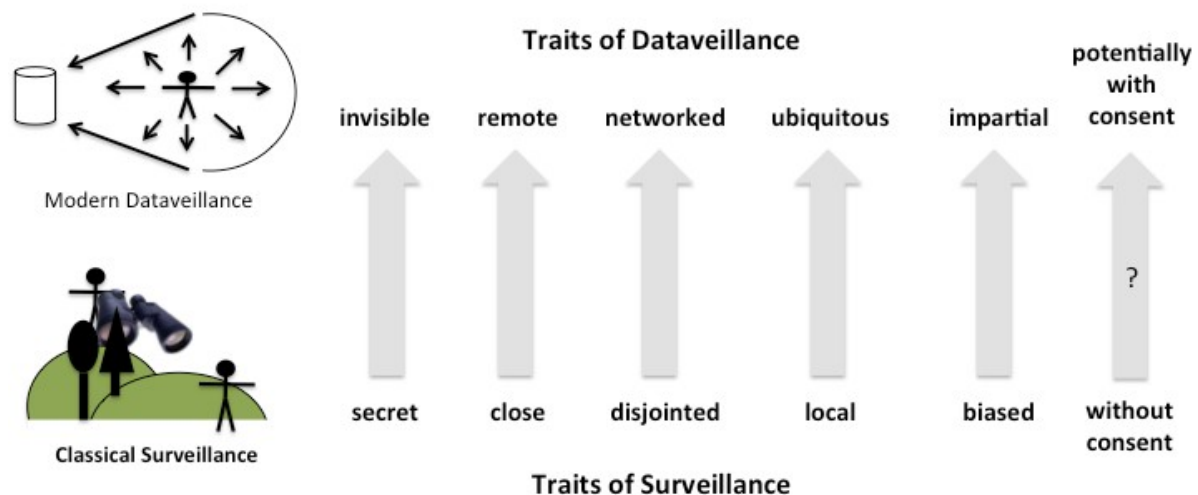 Traits of Dataveillance
potentially
with
consent
invisible remote networked ubiquitous impartial
Modern Dataveillance
?
secret close disjointed local biased without
consent
Classical Surveillance
Traits of Surveillance